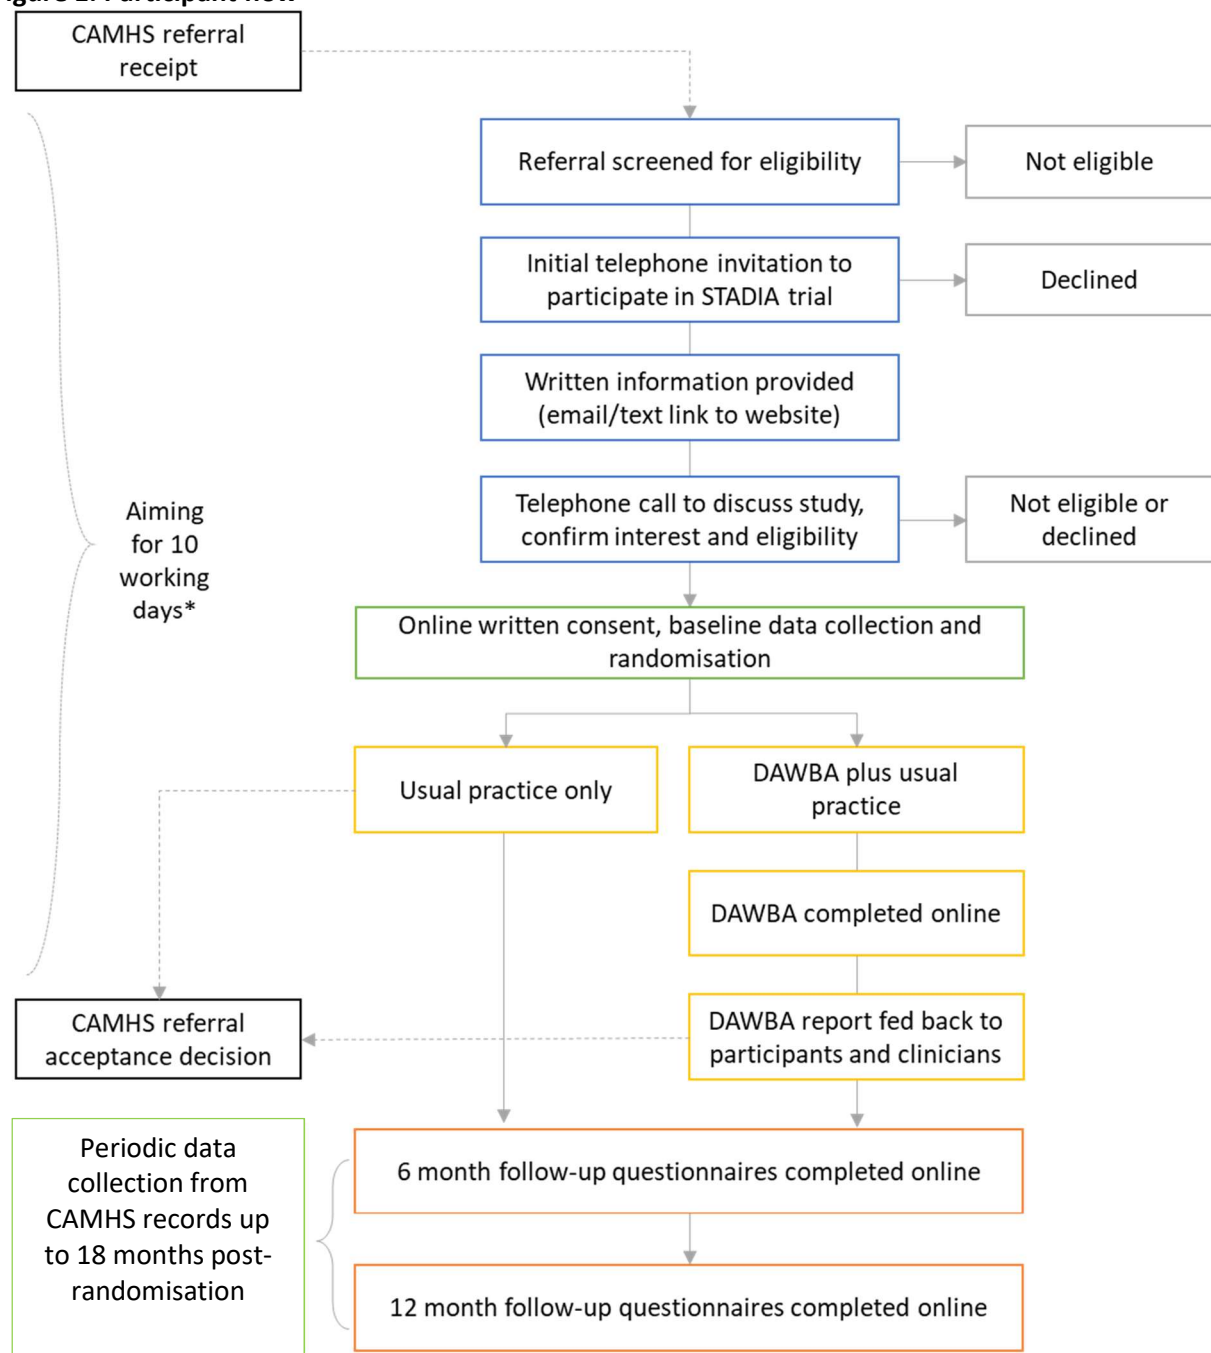 Figure 2: Participant flow
CAMHS referral
receipt
Referral screened for eligibility
Not eligible
Initial telephone invitation to
participate in STADIA trial
Declined
Written information provided
(email/text link to website)
Telephone call to discuss study,
confirm interest and eligibility
Not eligible or
declined
Aiming
for 10
working
days*
Online written consent, baseline data collection and
randomisation
Usual practice only
DAWBA plus usual
practice
DAWBA completed online
DAWBA report fed back to
participants and clinicians
CAMHS referral
acceptance decision
Periodic data
collection from
CAMHS records up
to 18 months post-
randomisation
6 month follow-up questionnaires completed online
12 month follow-up questionnaires completed online